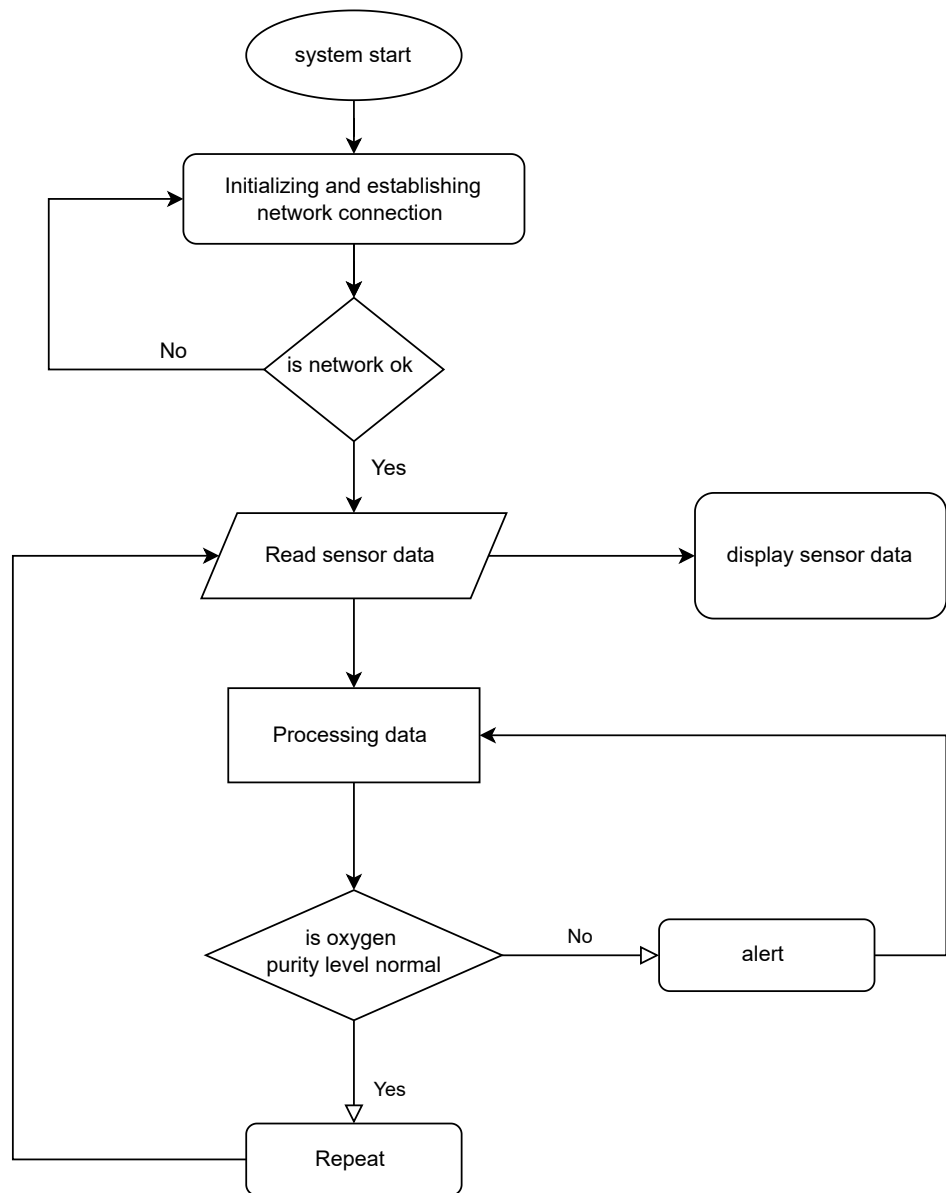 system start
Initializing and establishing
network connection
No
is network ok
Yes
Read sensor data
display sensor data
Processing data
is oxygen
purity level normal
No
alert
Yes
Repeat